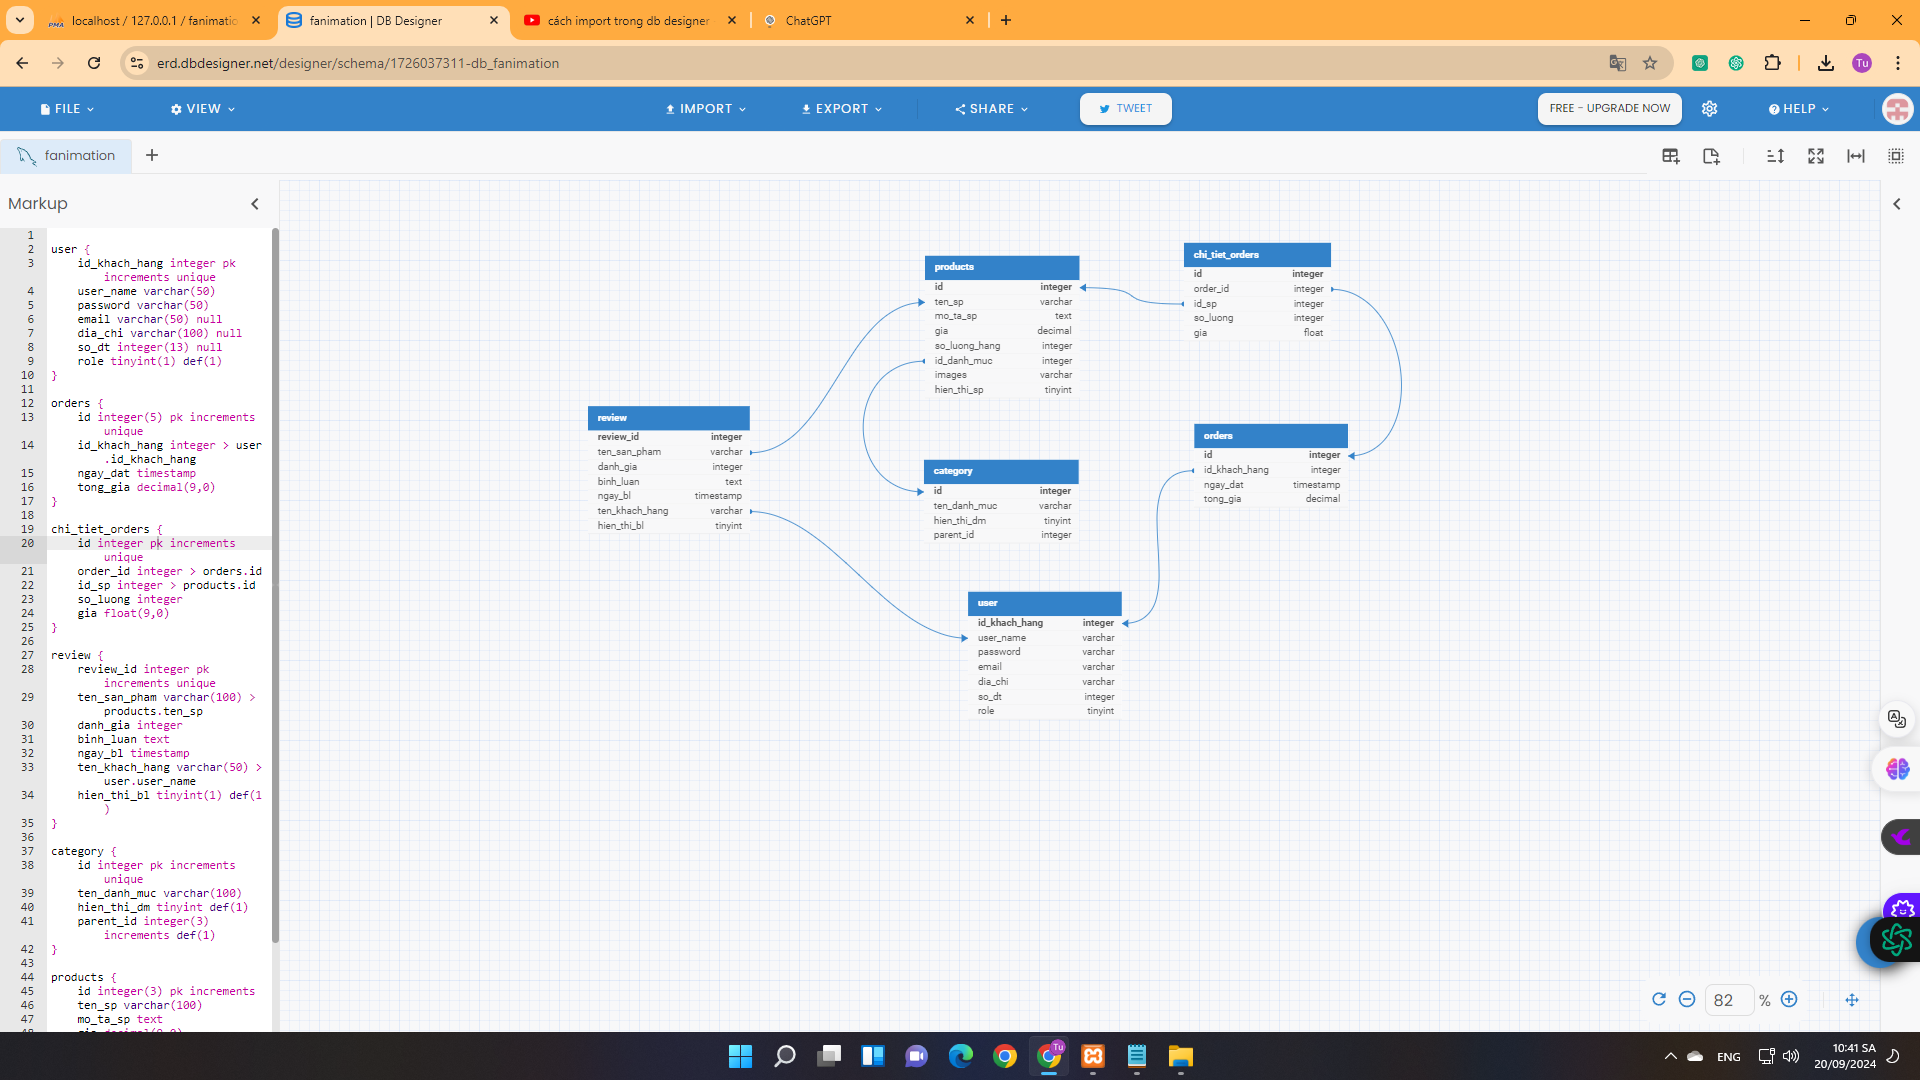 localhost / 127.0.0.1 / fanimatio
fanimation | DB Designer
cách import trong db designer
ChatGPT
erd.dbdesigner.net/designer/schema/1726037311-db_fanimation
Tu
FILE
VIEW
IMPORT
EXPORT
SHARE
TWEET
FREE - UPGRADE NOW
HELP
fanimation
Markup
1
2 user {
3 id_khach_hang integer pk
increments unique
4 user_name varchar(50)
5 password varchar(50)
6 email varchar(50) null
7 dia_chi varchar(100) null
8 so_dt integer(13) null
9 role tinyint(1) def(1)
10 }
11
12 orders {
13 id integer(5) pk increments
unique
14 id_khach_hang integer > user
.id_khach_hang
15 ngay_dat timestamp
16 tong_gia decimal(9,0)
17 }
18
19 chi_tiet_orders {
20 id integer pk increments
unique
21 order_id integer > orders.id
22 id_sp integer > products.id
23 so_luong integer
24 gia float(9,0)
25 }
26
27 review {
28 review_id integer pk
increments unique
29 ten_san_pham varchar(100) >
products.ten_sp
30 danh_gia integer
31 binh_luan text
32 ngay_bl timestamp
33 ten_khach_hang varchar(50) >
user.user_name
34 hien_thi_bl tinyint(1) def(1
)
35 }
36
37 category {
38 id integer pk increments
unique
39 ten_danh_muc varchar(100)
40 hien_thi_dm tinyint def(1)
41 parent_id integer(3)
increments def(1)
42 }
43
44 products {
45 id integer(3) pk increments
46 ten_sp varchar(100)
47 mo_ta_sp text
products
id integer
ten_sp varchar
mo_ta_sp text
gia decimal
so_luong_hang integer
id_danh_muc integer
images varchar
hien_thi_sp tinyint
chi_tiet_orders
id integer
order_id integer
id_sp integer
so_luong integer
gia float
review
review_id integer
ten_san_pham varchar
danh_gia integer
binh_luan text
ngay_bl timestamp
ten_khach_hang varchar
hien_thi_bl tinyint
category
id integer
ten_danh_muc varchar
hien_thi_dm tinyint
parent_id integer
orders
id integer
id_khach_hang integer
ngay_dat timestamp
tong_gia decimal
user
id_khach_hang integer
user_name varchar
password varchar
email varchar
dia_chi varchar
so_dt integer
role tinyint
82 %
Tu
ENG
10:41 SA
20/09/2024